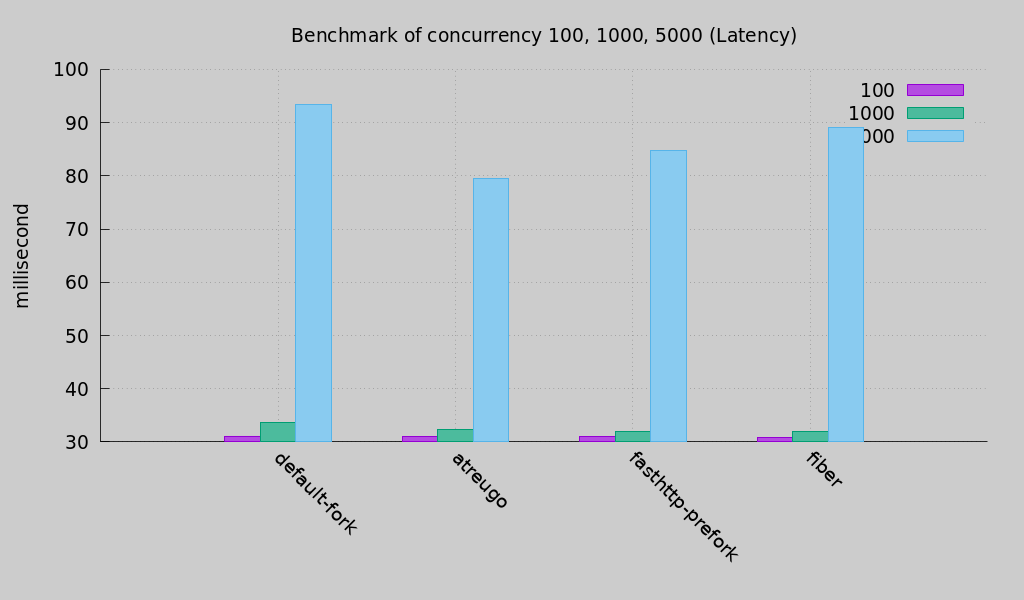 Benchmark of concurrency 100, 1000, 5000 (Latency)
millisecond
100
90
80
70
60
50
40
30
100
1000
000
default-fork
atreugo
fasthttp-prefork
fiber